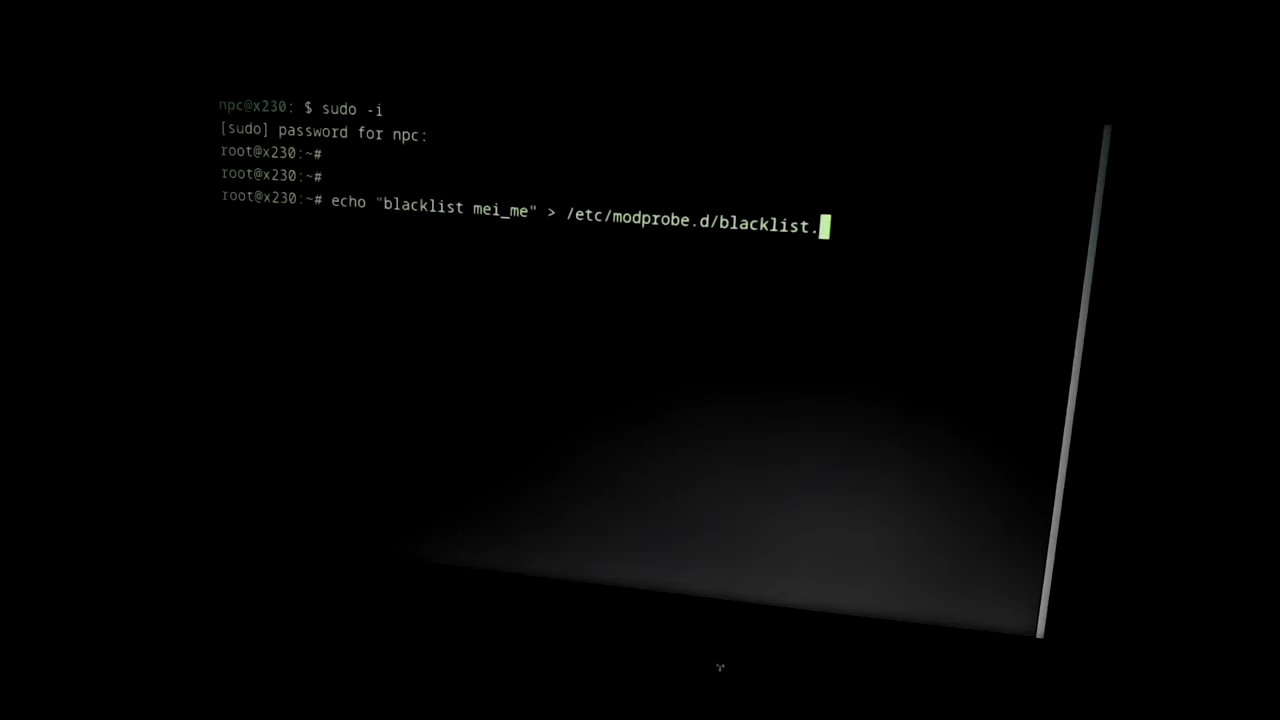 npc@x230: $ sudo -i
[sudo] password for npc:
root@x230:~#
root@x230:~#
root@x230:~# echo "blacklist mei_me" > /etc/modprobe.d/blacklist.